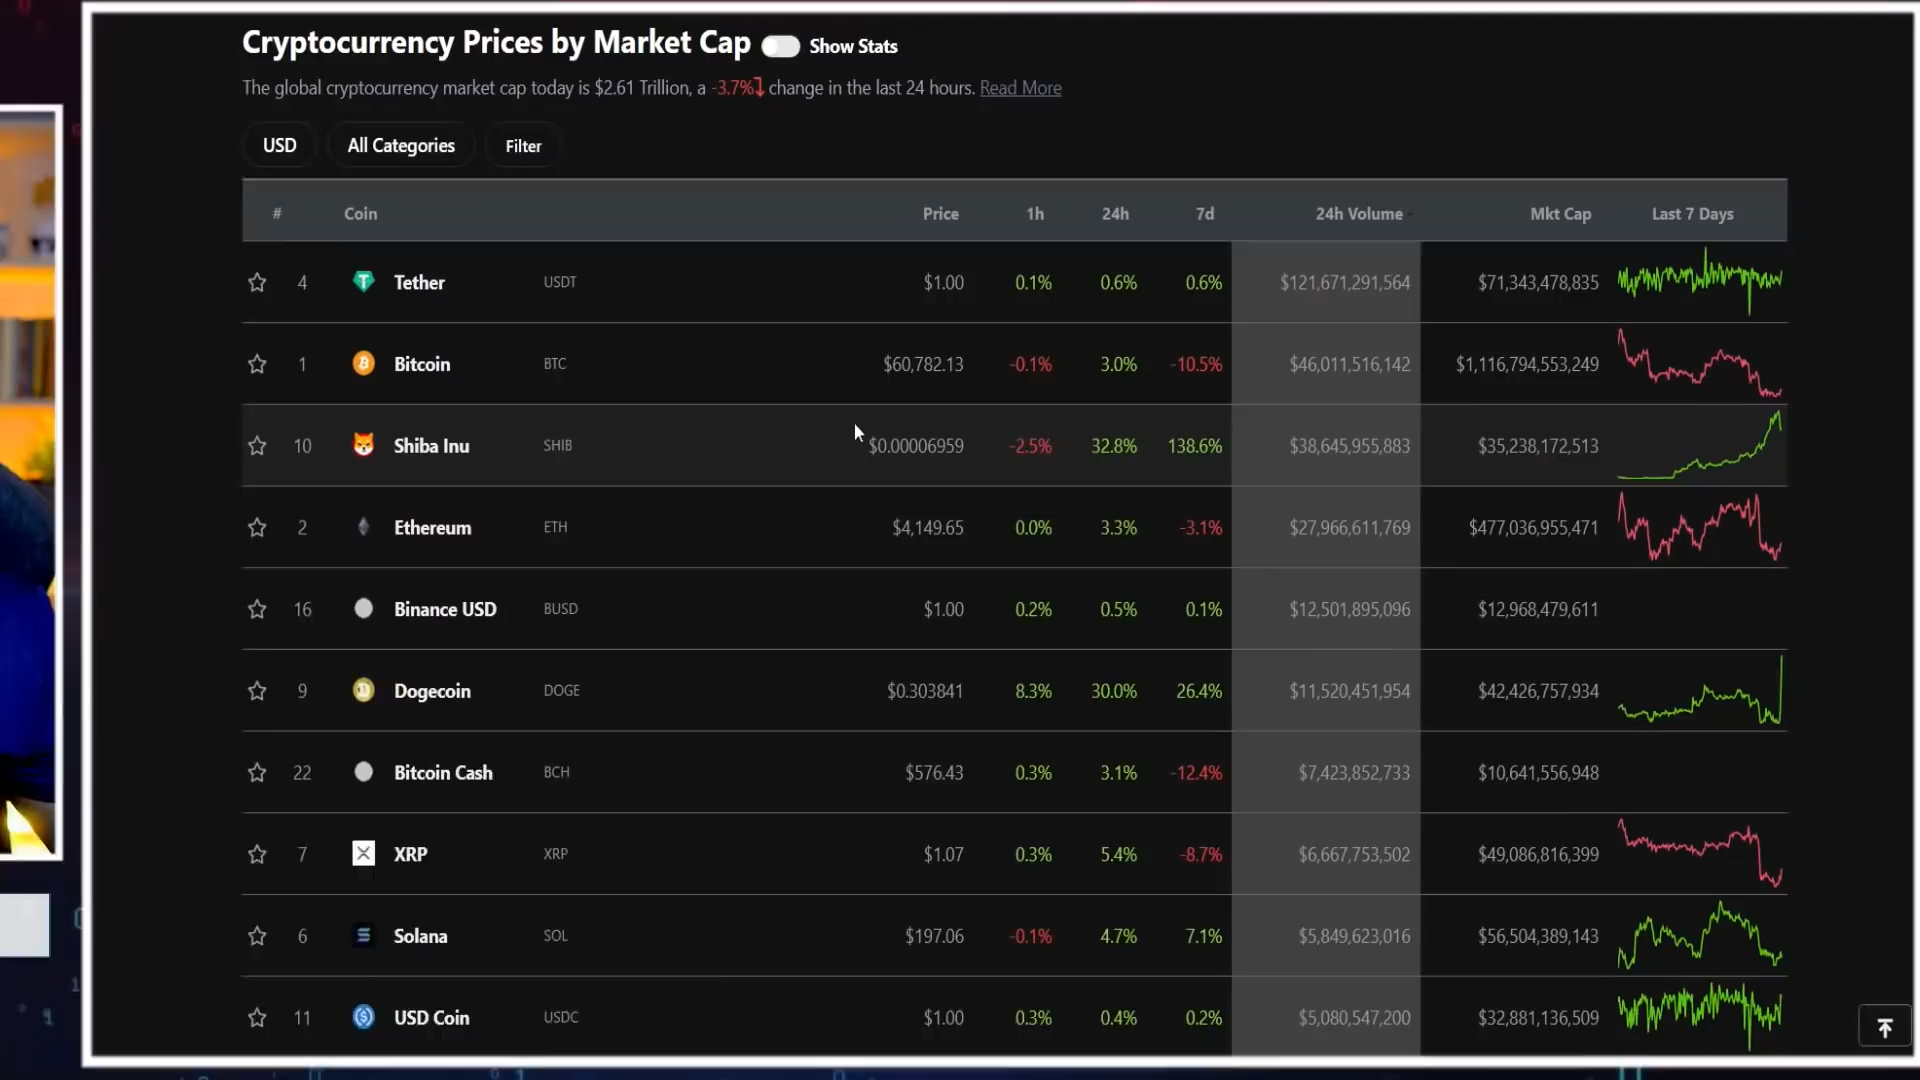 Cryptocurrency Prices by Market Cap Show Stats
The global cryptocurrency market cap today is $2.61 Trillion, a -3.7% change in the last 24 hours. Read More
USD All Categories Filter
# Coin Price 1h 24h 7d 24h Volume Mkt Cap Last 7 Days
4 Tether USDT $1.00 0.1% 0.6% 0.6% $121,671,291,564 $71,343,478,835
1 Bitcoin BTC $60,782.13 -0.1% 3.0% -10.5% $46,011,516,142 $1,116,794,553,249
10 Shiba Inu SHIB $0.00006959 -2.5% 32.8% 138.6% $38,645,955,883 $35,238,172,513
2 Ethereum ETH $4,149.65 0.0% 3.3% -3.1% $27,966,611,769 $477,036,955,471
16 Binance USD BUSD $1.00 0.2% 0.5% 0.1% $12,501,895,096 $12,968,479,611
9 Dogecoin DOGE $0.303841 8.3% 30.0% 26.4% $11,520,451,954 $42,426,757,934
22 Bitcoin Cash BCH $576.43 0.3% 3.1% -12.4% $7,423,852,733 $10,641,556,948
7 XRP XRP $1.07 0.3% 5.4% -8.7% $6,667,753,502 $49,086,816,399
6 Solana SOL $197.06 -0.1% 4.7% 7.1% $5,849,623,016 $56,504,389,143
11 USD Coin USDC $1.00 0.3% 0.4% 0.2% $5,080,547,200 $32,881,136,509